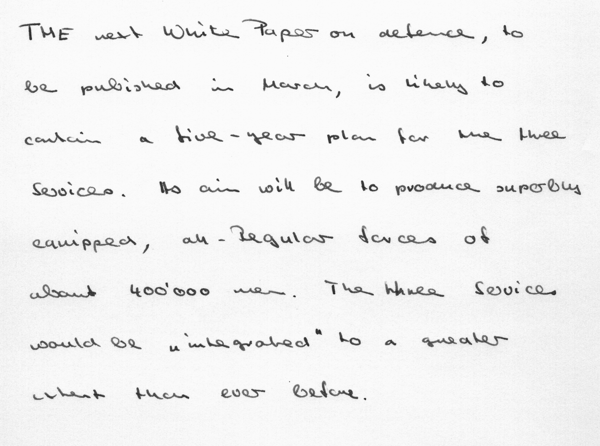 THE next White Paper on defence, to
be published in March, is likely to
contain a five-year plan for the three
Services. Its aim will be to produce superbly
equipped, all-Regular forces of
about 400'000 men. The three Services
would be „integrated" to a greater
extent than ever before.